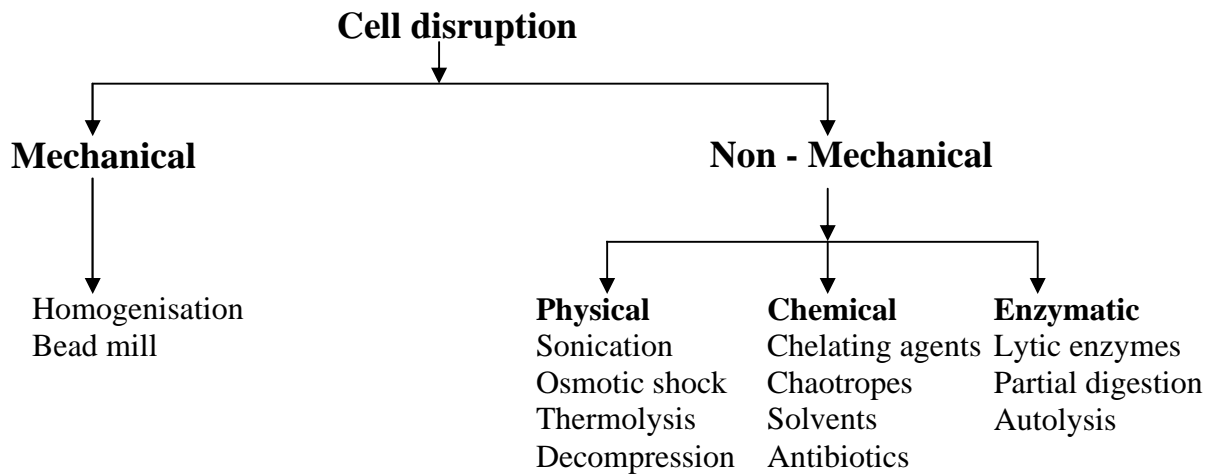 Cell disruption
Mechanical
Non - Mechanical
Homogenisation
Bead mill
Physical
Sonication
Osmotic shock
Thermolysis
Decompression
Chemical
Chelating agents
Chaotropes
Solvents
Antibiotics
Enzymatic
Lytic enzymes
Partial digestion
Autolysis